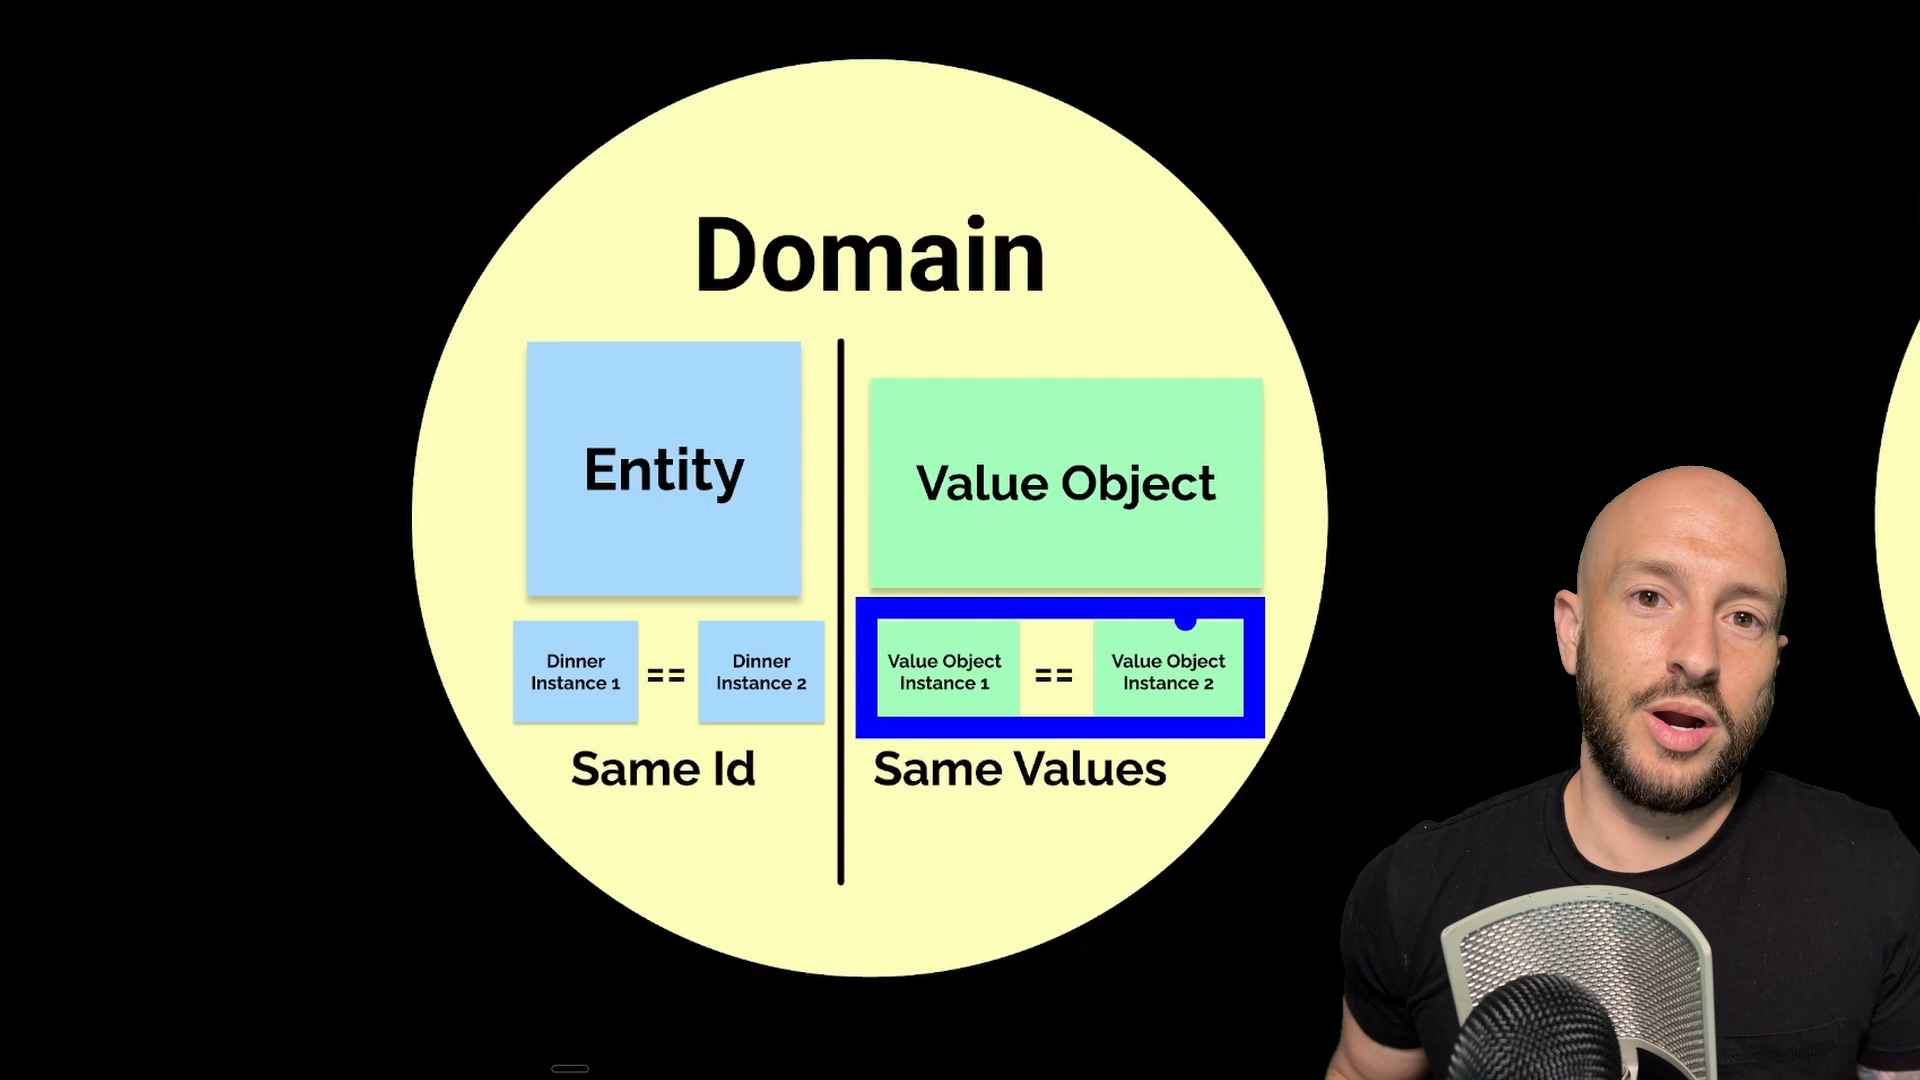 Domain
Entity
Value Object
Dinner
Instance 1
==
Dinner
Instance 2
Value Object
Instance 1
==
Value Object
Instance 2
Same Id
Same Values